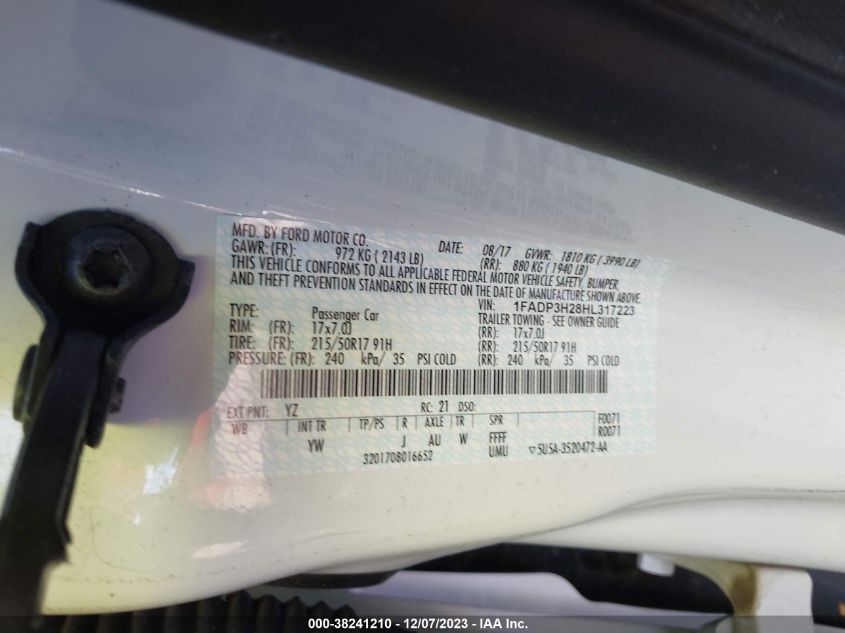 MFD. BY FORD MOTOR CO. DATE: 08/17 GVWR: 1810 KG ( 3990 LB)
GAWR: (FR): 972 KG ( 2143 LB) (RR): 880 KG ( 1940 LB)
THIS VEHICLE CONFORMS TO ALL APPLICABLE FEDERAL MOTOR VEHICLE SAFETY, BUMPER,
AND THEFT PREVENTION STANDARDS IN EFFECT ON THE DATE OF MANUFACTURE SHOWN ABOVE.
VIN: 1FADP3H28HL317223
TYPE: Passenger Car TRAILER TOWING - SEE OWNER GUIDE
RIM: (FR): 17x7.0J (RR): 17x7.0J
TIRE: (FR): 215/50R17 91H (RR): 215/50R17 91H
PRESSURE: (FR): 240 kPa/ 35 PSI COLD (RR): 240 kPa/ 35 PSI COLD
EXT PNT: YZ RC: 21 DSO:
WB INT TR TP/PS R AXLE TR SPR F0071
YW J AU W FFFF R0071
3201708016652 UMU ▽5U5A-3520472-AA
000-38241210 - 12/07/2023 - IAA Inc.